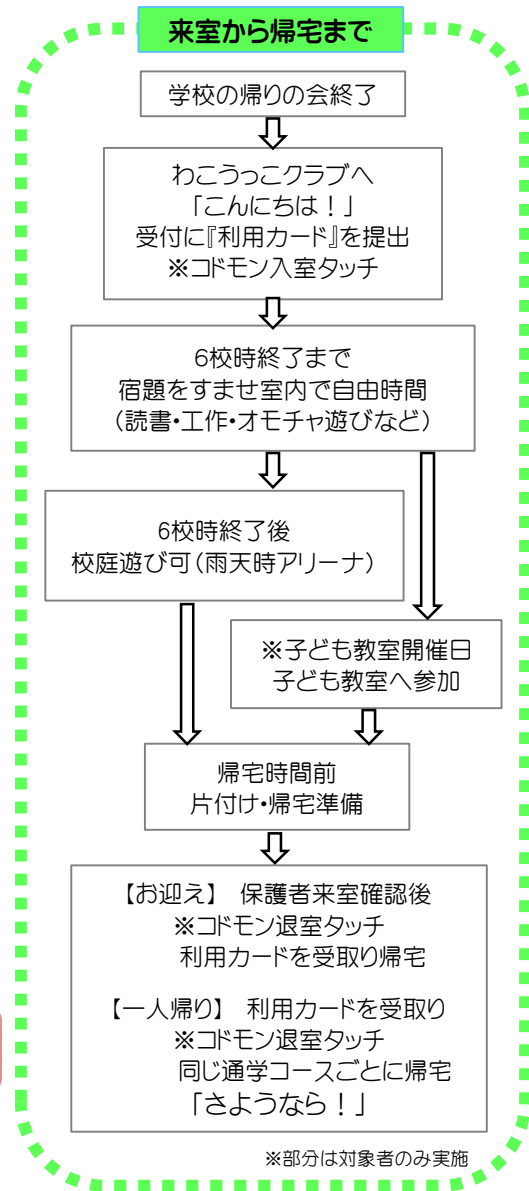 来室から帰宅まで
学校の帰りの会終了
わこうっこクラブへ
「こんにちは！」
受付に『利用カード』を提出
※コドモン入室タッチ
6校時終了まで
宿題をすませ室内で自由時間
（読書・工作・オモチャ遊びなど）
6校時終了後
校庭遊び可（雨天時アリーナ）
※子ども教室開催日
子ども教室へ参加
帰宅時間前
片付け・帰宅準備
【お迎え】 保護者来室確認後
※コドモン退室タッチ
利用カードを受取り帰宅
【一人帰り】 利用カードを受取り
※コドモン退室タッチ
同じ通学コースごとに帰宅
「さようなら！」
※部分は対象者のみ実施